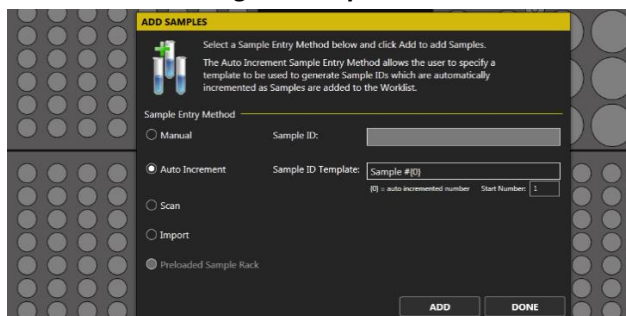 ADD SAMPLES
Select a Sample Entry Method below and click Add to add Samples.
The Auto Increment Sample Entry Method allows the user to specify a
template to be used to generate Sample IDs which are automatically
incremented as Samples are added to the Worklist.
Sample Entry Method
Manual
Sample ID:
Auto Increment
Sample ID Template:
Sample #{0}
{0} = auto incremented number
Start Number:
1
Scan
Import
Preloaded Sample Rack
ADD
DONE